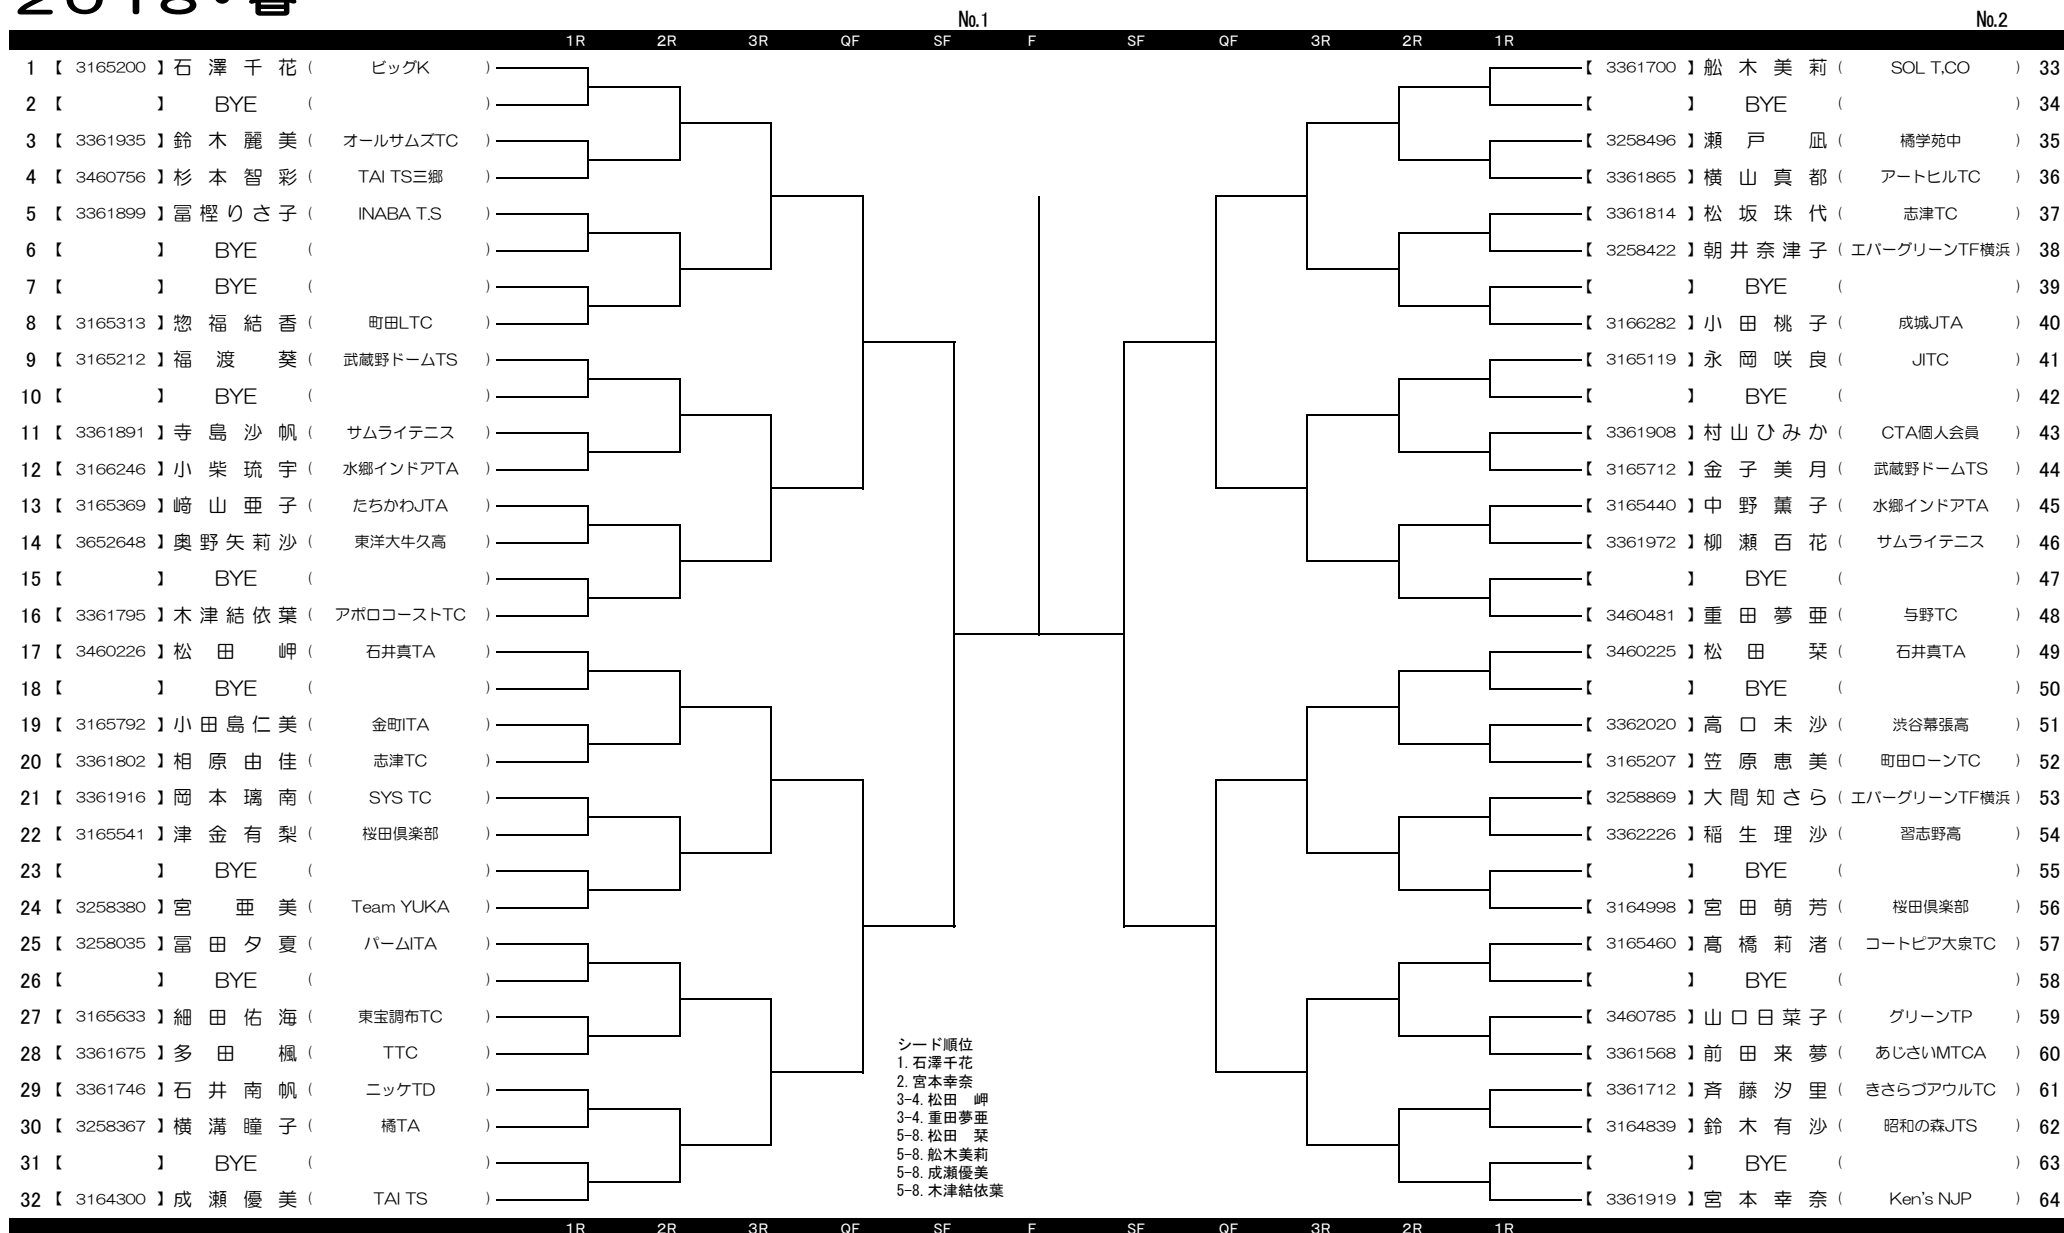 2018・春
No.1 No.2
1R 2R 3R QF SF F SF QF 3R 2R 1R
1 【 3165200 】 石澤千花 ( ビッグK ) 【 3361700 】 舩木美莉 ( SOL T,CO ) 33
2 【 】 BYE ( ) 【 】 BYE ( ) 34
3 【 3361935 】 鈴木麗美 ( オールサムズTC ) 【 3258496 】 瀬戸 凪 ( 橘学苑中 ) 35
4 【 3460756 】 杉本智彩 ( TAI TS三郷 ) 【 3361865 】 横山真都 ( アートヒルTC ) 36
5 【 3361899 】 冨樫りさ子 ( INABA T.S ) 【 3361814 】 松坂珠代 ( 志津TC ) 37
6 【 】 BYE ( ) 【 3258422 】 朝井奈津子 ( エバーグリーンTF横浜 ) 38
7 【 】 BYE ( ) 【 】 BYE ( ) 39
8 【 3165313 】 惣福結香 ( 町田LTC ) 【 3166282 】 小田桃子 ( 成城JTA ) 40
9 【 3165212 】 福渡 葵 ( 武蔵野ドームTS ) 【 3165119 】 永岡咲良 ( JITC ) 41
10 【 】 BYE ( ) 【 】 BYE ( ) 42
11 【 3361891 】 寺島沙帆 ( サムライテニス ) 【 3361908 】 村山ひみか ( CTA個人会員 ) 43
12 【 3166246 】 小柴琉宇 ( 水郷インドアTA ) 【 3165712 】 金子美月 ( 武蔵野ドームTS ) 44
13 【 3165369 】 﨑山亜子 ( たちかわJTA ) 【 3165440 】 中野薫子 ( 水郷インドアTA ) 45
14 【 3652648 】 奥野矢莉沙 ( 東洋大牛久高 ) 【 3361972 】 柳瀬百花 ( サムライテニス ) 46
15 【 】 BYE ( ) 【 】 BYE ( ) 47
16 【 3361795 】 木津結依葉 ( アポロコーストTC ) 【 3460481 】 重田夢亜 ( 与野TC ) 48
17 【 3460226 】 松田 岬 ( 石井真TA ) 【 3460225 】 松田 栞 ( 石井真TA ) 49
18 【 】 BYE ( ) 【 】 BYE ( ) 50
19 【 3165792 】 小田島仁美 ( 金町ITA ) 【 3362020 】 高口未沙 ( 渋谷幕張高 ) 51
20 【 3361802 】 相原由佳 ( 志津TC ) 【 3165207 】 笠原恵美 ( 町田ローンTC ) 52
21 【 3361916 】 岡本璃南 ( SYS TC ) 【 3258869 】 大間知さら ( エバーグリーンTF横浜 ) 53
22 【 3165541 】 津金有梨 ( 桜田倶楽部 ) 【 3362226 】 稲生理沙 ( 習志野高 ) 54
23 【 】 BYE ( ) 【 】 BYE ( ) 55
24 【 3258380 】 宮 亜美 ( Team YUKA ) 【 3164998 】 宮田萌芳 ( 桜田倶楽部 ) 56
25 【 3258035 】 冨田夕夏 ( パームITA ) 【 3165460 】 髙橋莉渚 ( コートピア大泉TC ) 57
26 【 】 BYE ( ) 【 】 BYE ( ) 58
27 【 3165633 】 細田佑海 ( 東宝調布TC ) 【 3460785 】 山口日菜子 ( グリーンTP ) 59
28 【 3361675 】 多田 楓 ( TTC ) 【 3361568 】 前田来夢 ( あじさいMTCA ) 60
29 【 3361746 】 石井南帆 ( ニッケTD ) 【 3361712 】 斉藤汐里 ( きさらづアウルTC ) 61
30 【 3258367 】 横溝瞳子 ( 橘TA ) 【 3164839 】 鈴木有沙 ( 昭和の森JTS ) 62
31 【 】 BYE ( ) 【 】 BYE ( ) 63
32 【 3164300 】 成瀬優美 ( TAI TS ) 【 3361919 】 宮本幸奈 ( Ken's NJP ) 64
シード順位
1. 石澤千花
2. 宮本幸奈
3-4. 松田 岬
3-4. 重田夢亜
5-8. 松田 栞
5-8. 舩木美莉
5-8. 成瀬優美
5-8. 木津結依葉
1R 2R 3R QF SF F SF QF 3R 2R 1R